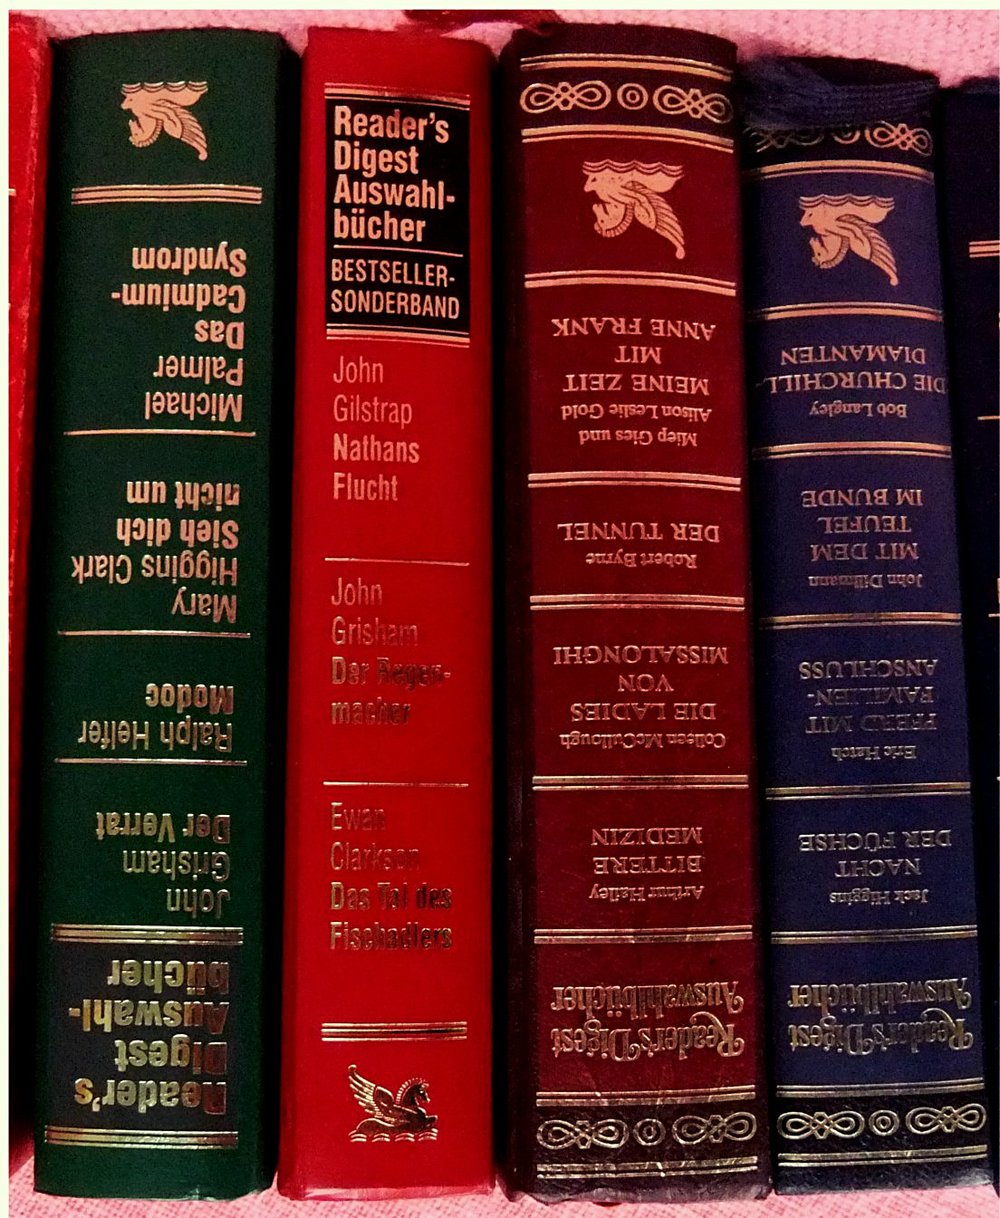 Reader's
Digest
Auswahl-
bücher
John
Grisham
Der Verrat
Ralph Helfer
Modoc
Mary
Higgins Clark
Sieh dich
nicht um
Michael
Palmer
Das
Cadmium-
Syndrom
Reader's
Digest
Auswahl-
bücher
BESTSELLER-
SONDERBAND
John
Gilstrap
Nathans
Flucht
John
Grisham
Der Regen-
macher
Ewan
Clarkson
Das Tal des
Fischadlers
Reader's Digest
Auswahlbücher
Arthur Hailey
BITTERE
MEDIZIN
Colleen McCullough
DIE LADIES
VON
MISSALONGHI
Robert Byrne
DER TUNNEL
Miep Gies und
Alison Leslie Gold
MEINE ZEIT
MIT
ANNE FRANK
Reader's Digest
Auswahlbücher
Jack Higgins
NACHT
DER FÜCHSE
Eric Hatch
PFERD MIT
FAMILIEN-
ANSCHLUSS
John Dillmann
MIT DEM
TEUFEL
IM BUNDE
Bob Langley
DIE CHURCHILL-
DIAMANTEN